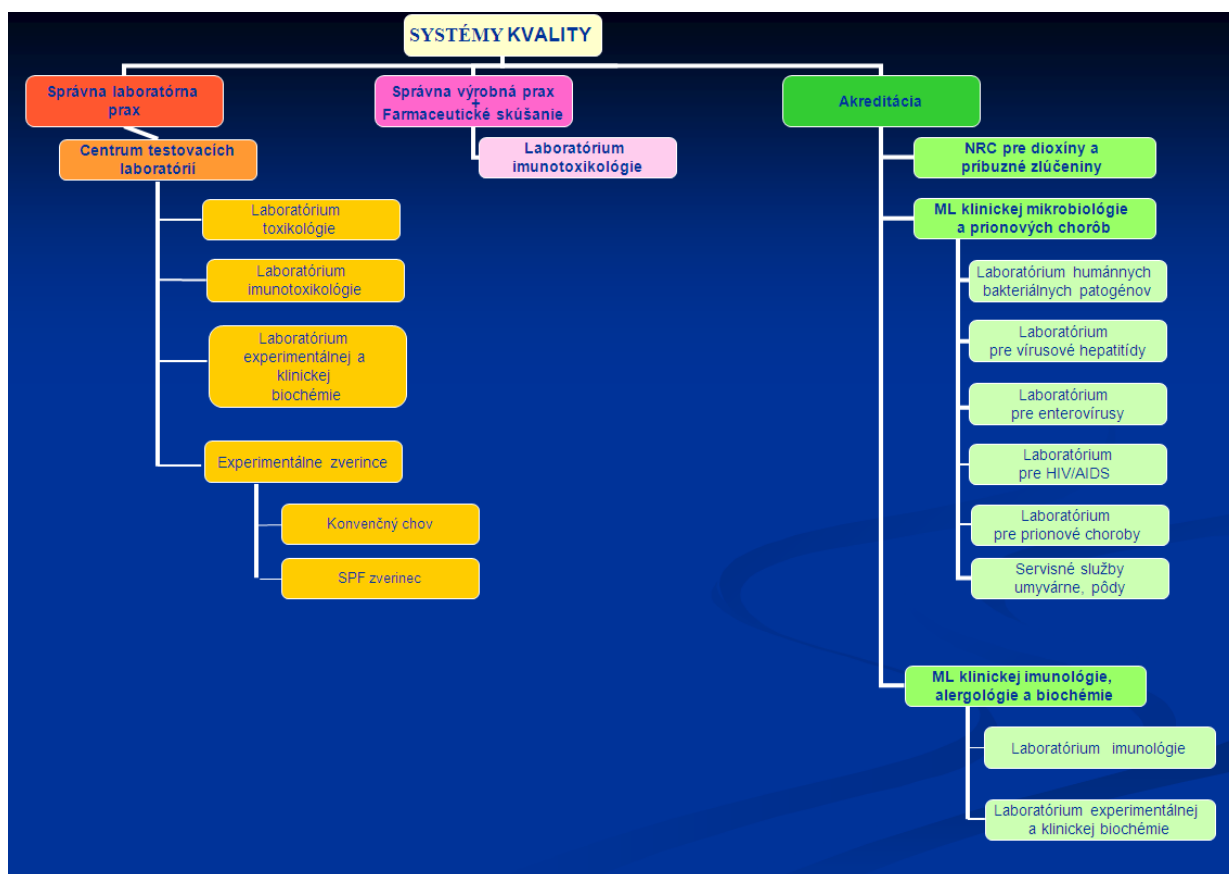 SYSTÉMY KVALITY
Správna laboratórna
prax
Centrum testovacích
laboratórií
Laboratórium
toxikológie
Laboratórium
imunotoxikológie
Laboratórium
experimentálnej a
klinickej
biochémie
Experimentálne zverince
Konvenčný chov
SPF zverinec
Správna výrobná prax
+
Farmaceutické skúšanie
Laboratórium
imunotoxikológie
Akreditácia
NRC pre dioxíny a
príbuzné zlúčeniny
ML klinickej mikrobiológie
a prionových chorôb
Laboratórium humánnych
bakteriálnych patogénov
Laboratórium
pre vírusové hepatitídy
Laboratórium
pre enterovírusy
Laboratórium
pre HIV/AIDS
Laboratórium
pre prionové choroby
Servisné služby
umyvárne, pôdy
ML klinickej imunológie,
alergológie a biochémie
Laboratórium imunológie
Laboratórium experimentálnej
a klinickej biochémie